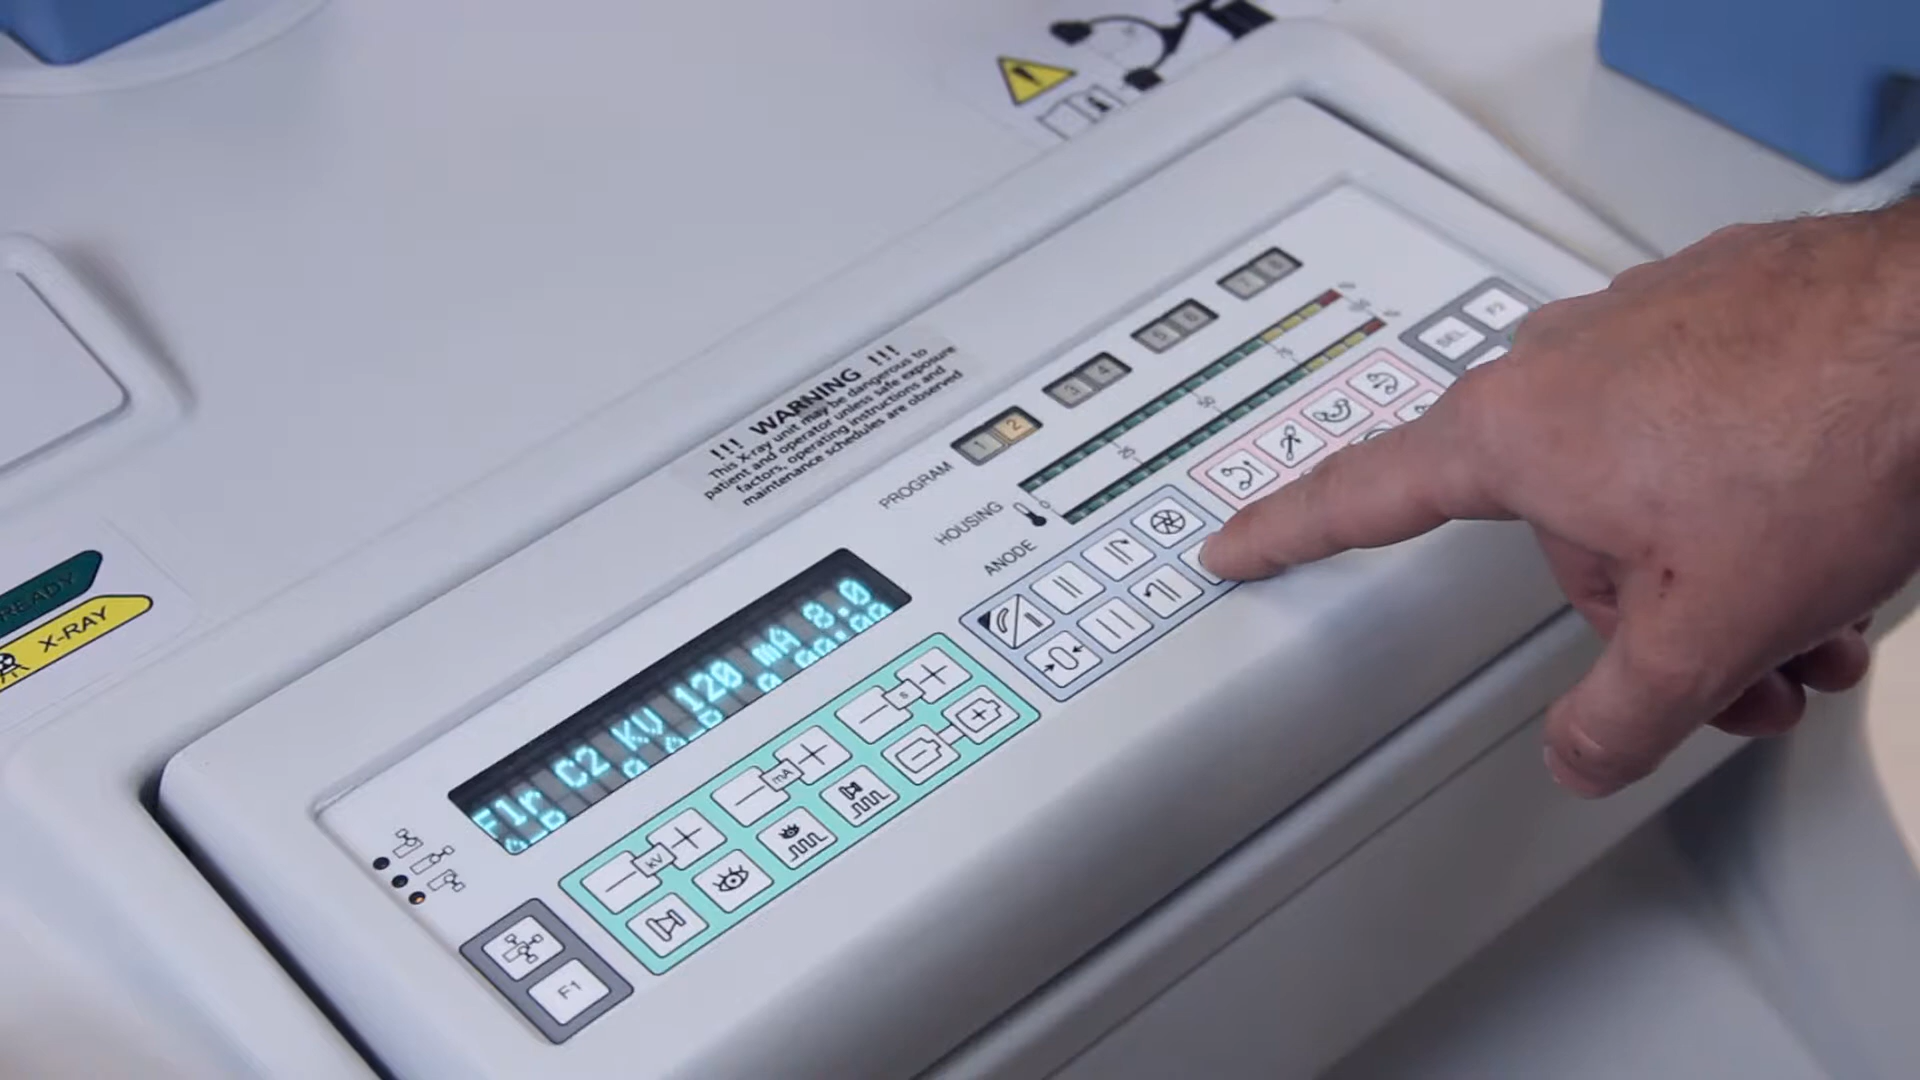 !!! WARNING !!!
This X-ray unit may be dangerous to
patient and operator unless safe exposure
factors, operating instructions and
maintenance schedules are observed
PROGRAM 1 2 3 4 5 6 7 8
HOUSING
ANODE
0 25 50 75
READY
X-RAY
Flr C2 KV 120 mA 8.0
kV
mA
s
F1
SEL
F2